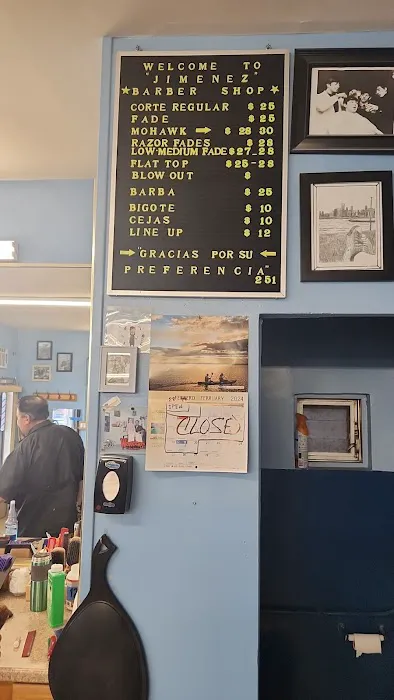 WELCOME TO
"JIMENEZ"
BARBER SHOP
CORTE REGULAR $ 25
FADE $ 25
MOHAWK $ 28 30
RAZOR FADES $ 28
LOW-MEDIUM FADE $ 27-28
FLAT TOP $ 25-28
BLOW OUT $
BARBA $ 25
BIGOTE $ 10
CEJAS $ 10
LINE UP $ 12
"GRACIAS POR SU
PREFERENCIA"
251
FEBRUARY 2024
CLOSE